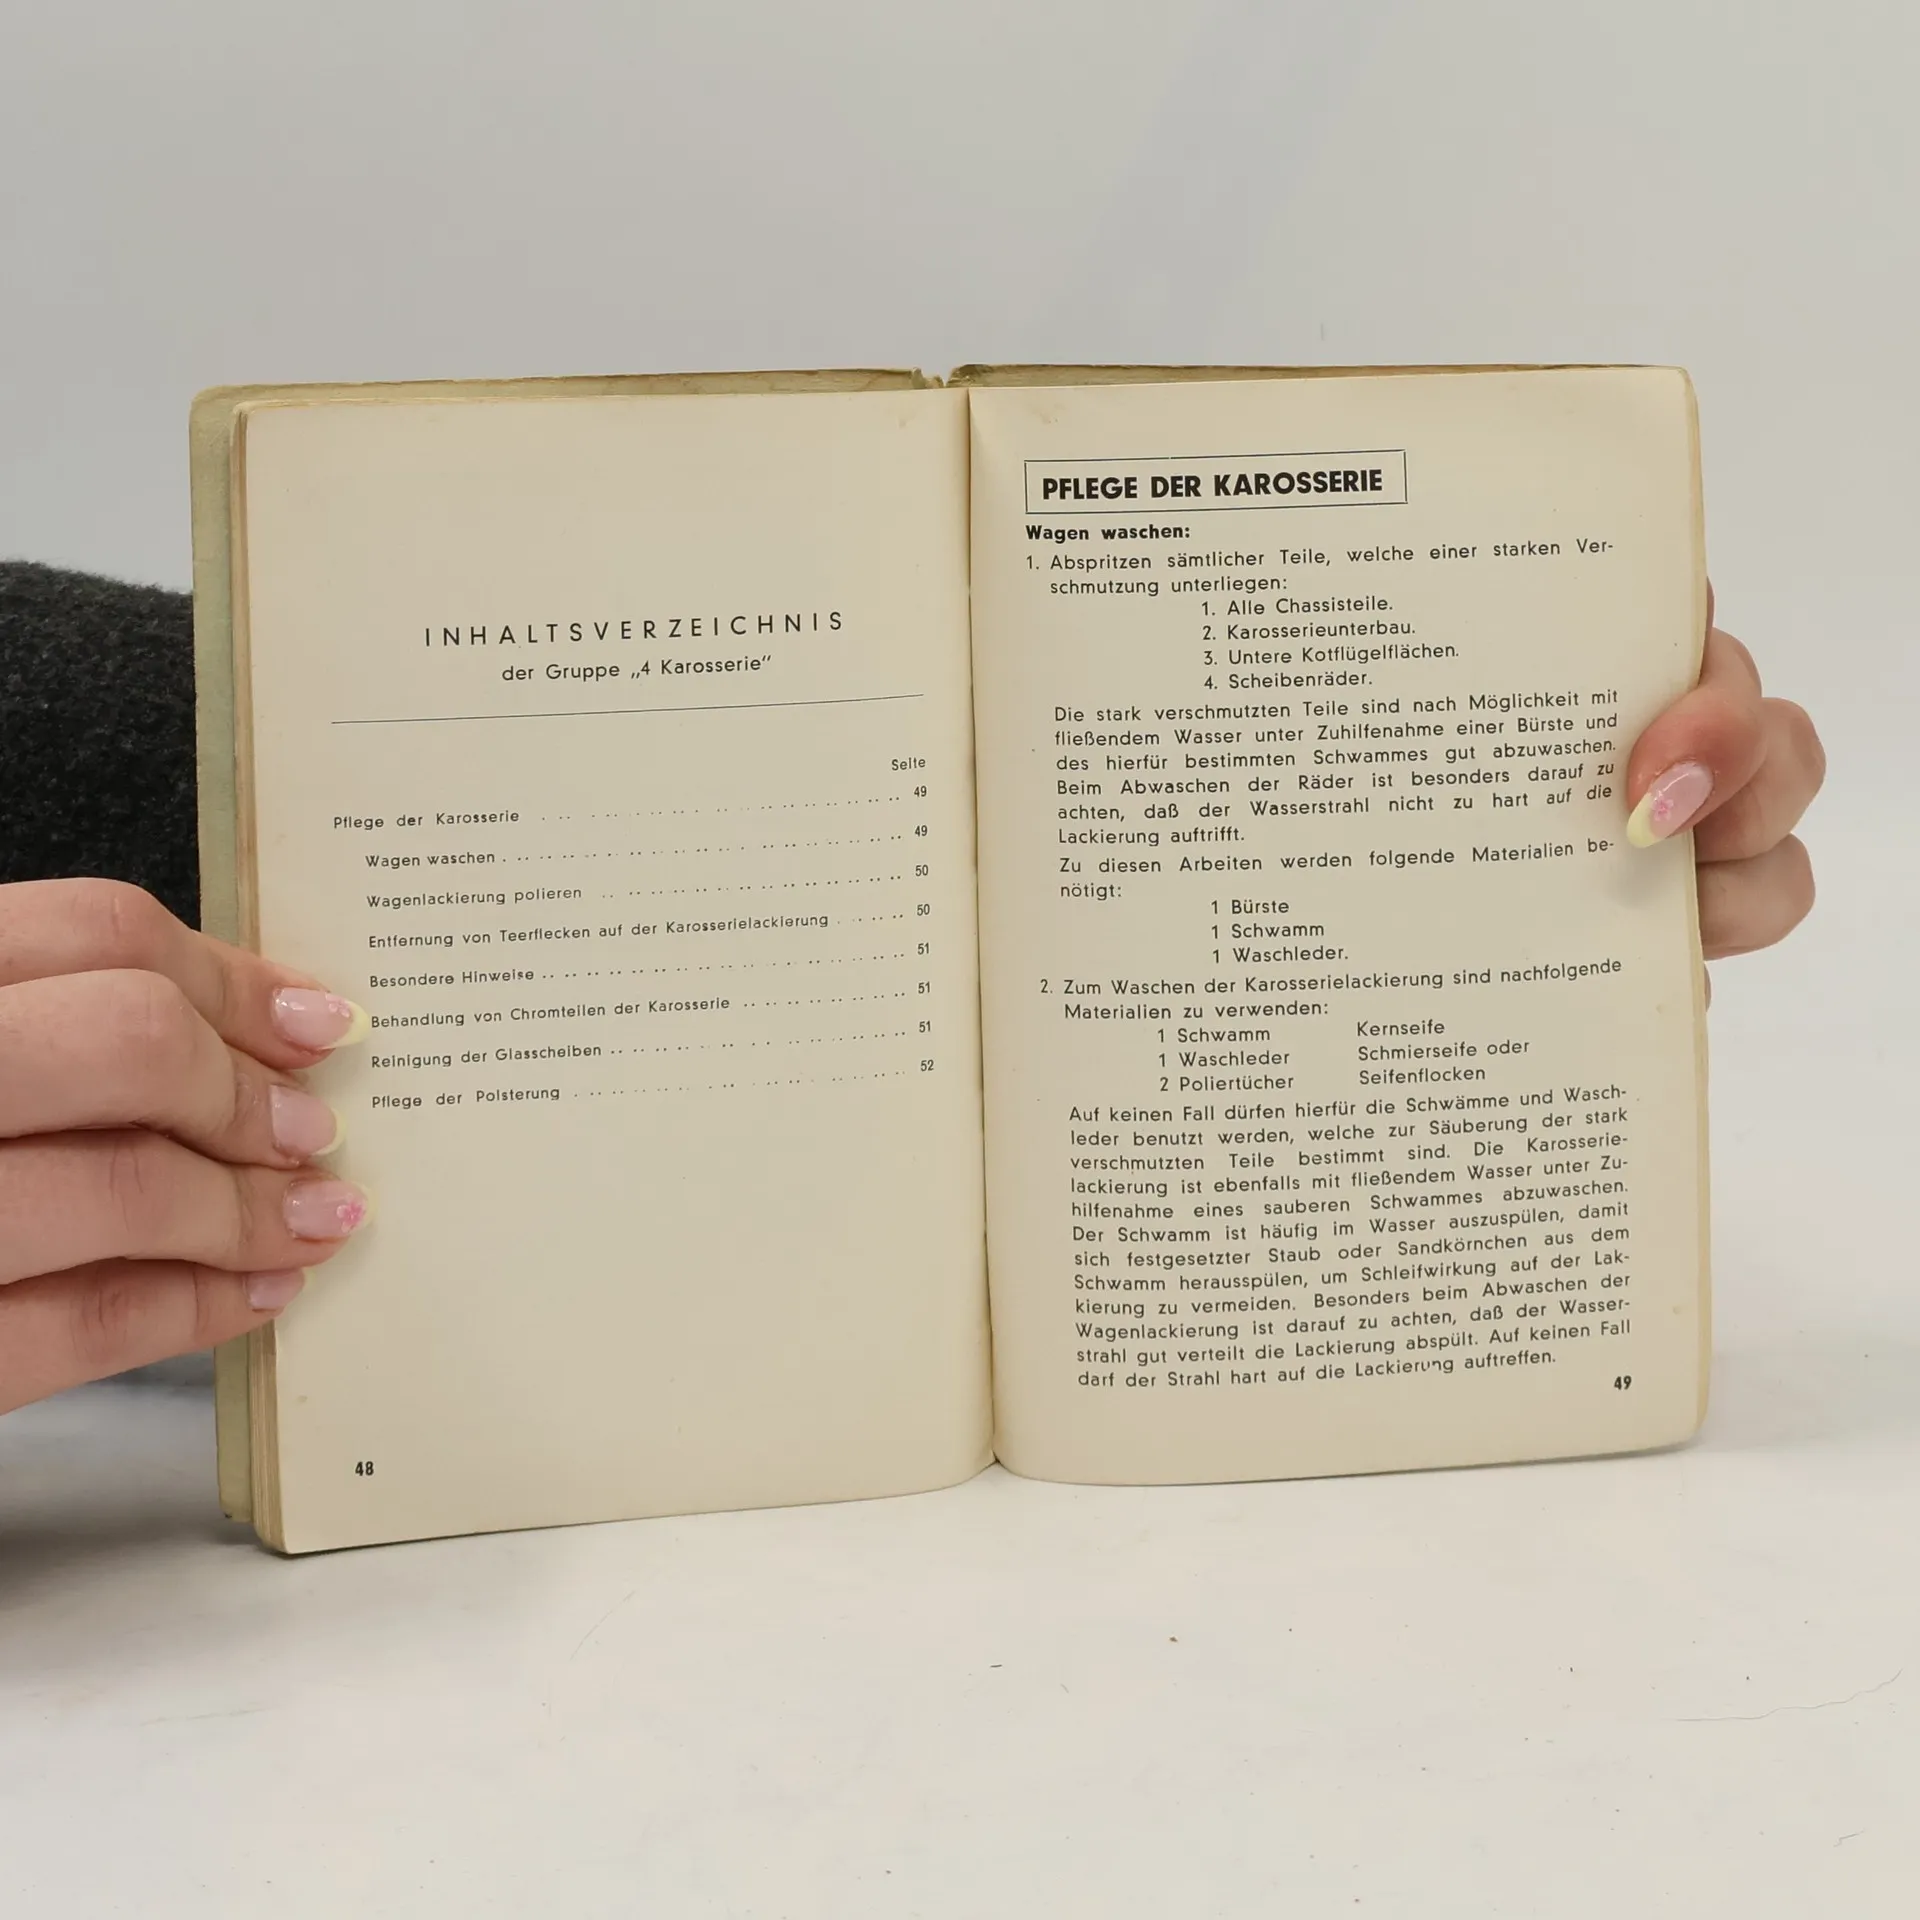 INHALTSVERZEICHNIS
der Gruppe „4 Karosserie“
Seite
Pflege der Karosserie . .. . .. .. .. . .. .. .. .. .. .. 49
Wagen waschen . .. .. .. .. .. . .. .. .. .. .. .. 49
Wagenlackierung polieren .. .. .. .. .. .. .. .. .. 50
Entfernung von Teerflecken auf der Karosserielackierung . .. .. .. 50
Besondere Hinweise .. .. .. .. .. .. .. .. .. .. .. 51
Behandlung von Chromteilen der Karosserie .. .. .. .. .. .. 51
Reinigung der Glasscheiben .. .. .. .. .. . .. .. .. .. 51
Pflege der Polsterung . .. .. .. .. .. .. .. .. .. .. 52
48
PFLEGE DER KAROSSERIE
Wagen waschen:
1. Abspritzen sämtlicher Teile, welche einer starken Ver-
schmutzung unterliegen:
1. Alle Chassisteile.
2. Karosserieunterbau.
3. Untere Kotflügelflächen.
4. Scheibenräder.
Die stark verschmutzten Teile sind nach Möglichkeit mit
fließendem Wasser unter Zuhilfenahme einer Bürste und
des hierfür bestimmten Schwammes gut abzuwaschen.
Beim Abwaschen der Räder ist besonders darauf zu
achten, daß der Wasserstrahl nicht zu hart auf die
Lackierung auftrifft.
Zu diesen Arbeiten werden folgende Materialien be-
nötigt:
1 Bürste
1 Schwamm
1 Waschleder.
2. Zum Waschen der Karosserielackierung sind nachfolgende
Materialien zu verwenden:
1 Schwamm Kernseife
1 Waschleder Schmierseife oder
2 Poliertücher Seifenflocken
Auf keinen Fall dürfen hierfür die Schwämme und Wasch-
leder benutzt werden, welche zur Säuberung der stark
verschmutzten Teile bestimmt sind. Die Karosserie-
lackierung ist ebenfalls mit fließendem Wasser unter Zu-
hilfenahme eines sauberen Schwammes abzuwaschen.
Der Schwamm ist häufig im Wasser auszuspülen, damit
sich festgesetzter Staub oder Sandkörnchen aus dem
Schwamm herausspülen, um Schleifwirkung auf der Lak-
kierung zu vermeiden. Besonders beim Abwaschen der
Wagenlackierung ist darauf zu achten, daß der Wasser-
strahl gut verteilt die Lackierung abspült. Auf keinen Fall
darf der Strahl hart auf die Lackierung auftreffen.
49